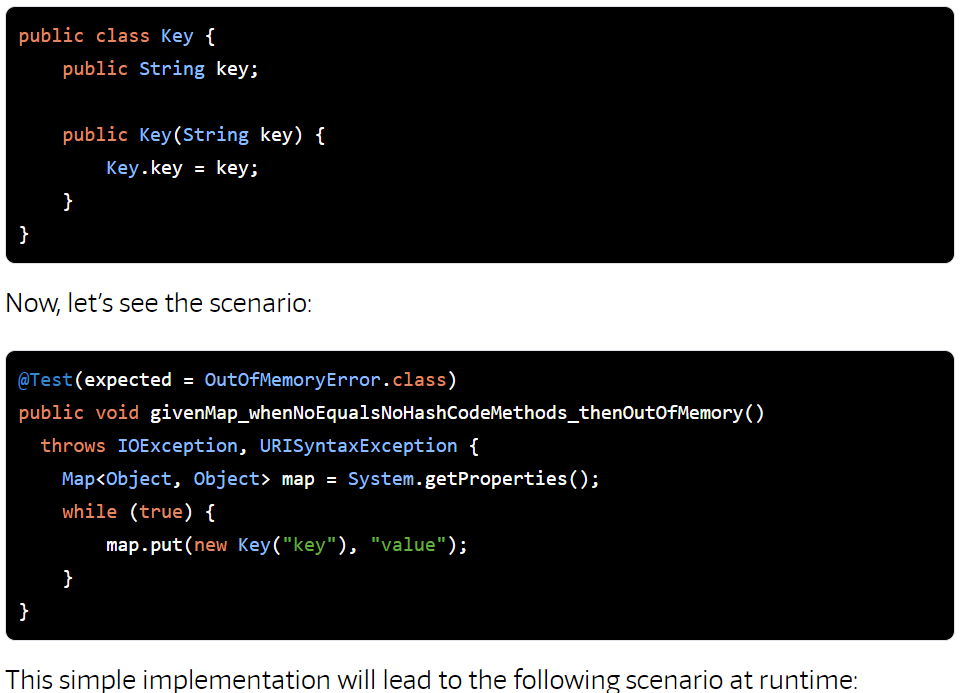 public class Key {
    public String key;
    public Key(String key) {
        Key.key = key;
    }
}
Now, let’s see the scenario:
@Test(expected = OutOfMemoryError.class)
public void givenMap_whenNoEqualsNoHashCodeMethods_thenOutOfMemory()
  throws IOException, URISyntaxException {
    Map<Object, Object> map = System.getProperties();
    while (true) {
        map.put(new Key("key"), "value");
    }
}
This simple implementation will lead to the following scenario at runtime: